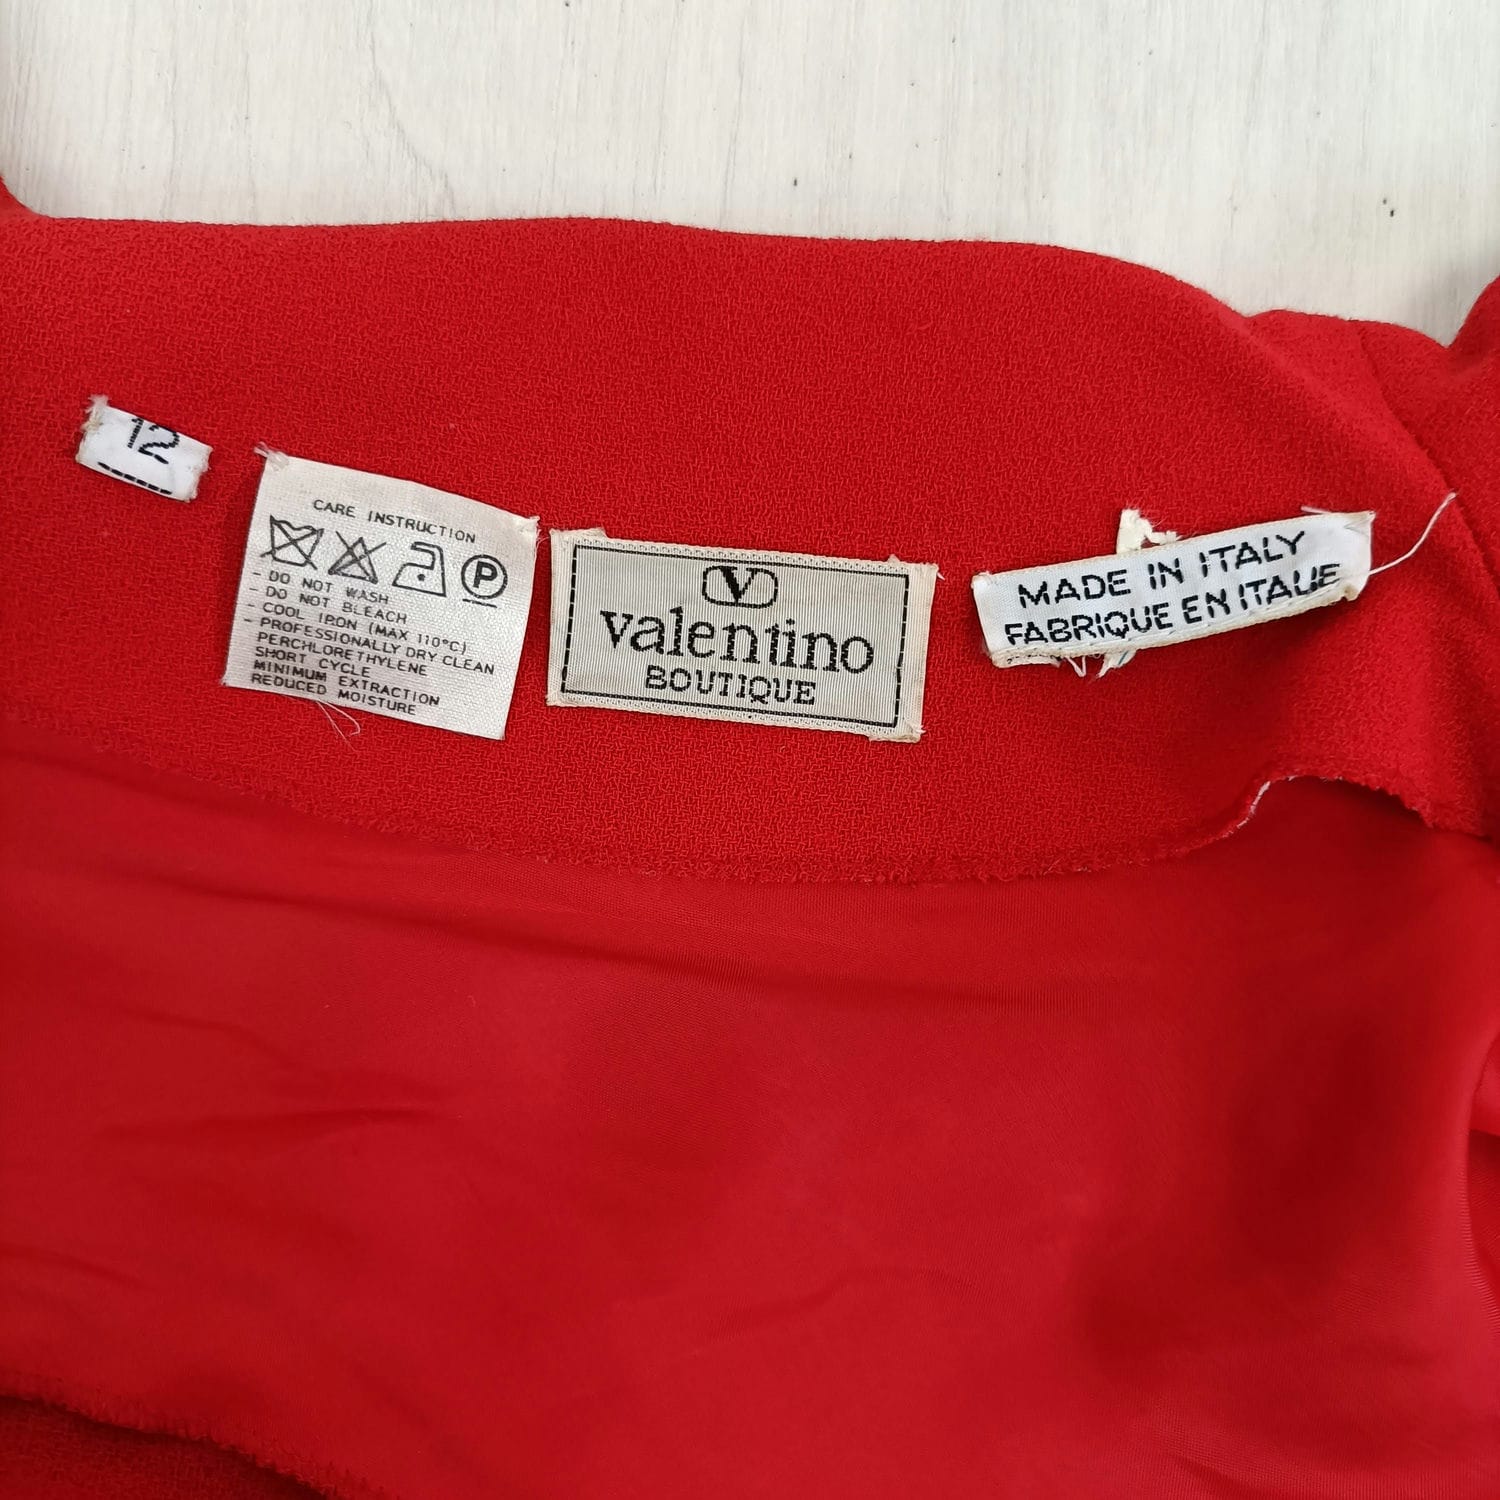 12
CARE INSTRUCTION
P
- DO NOT WASH
- DO NOT BLEACH
- COOL IRON (MAX 110°C)
- PROFESSIONALLY DRY CLEAN
PERCHLORETHYLENE
SHORT CYCLE
MINIMUM EXTRACTION
REDUCED MOISTURE
V
valentino
BOUTIQUE
MADE IN ITALY
FABRIQUE EN ITALIE